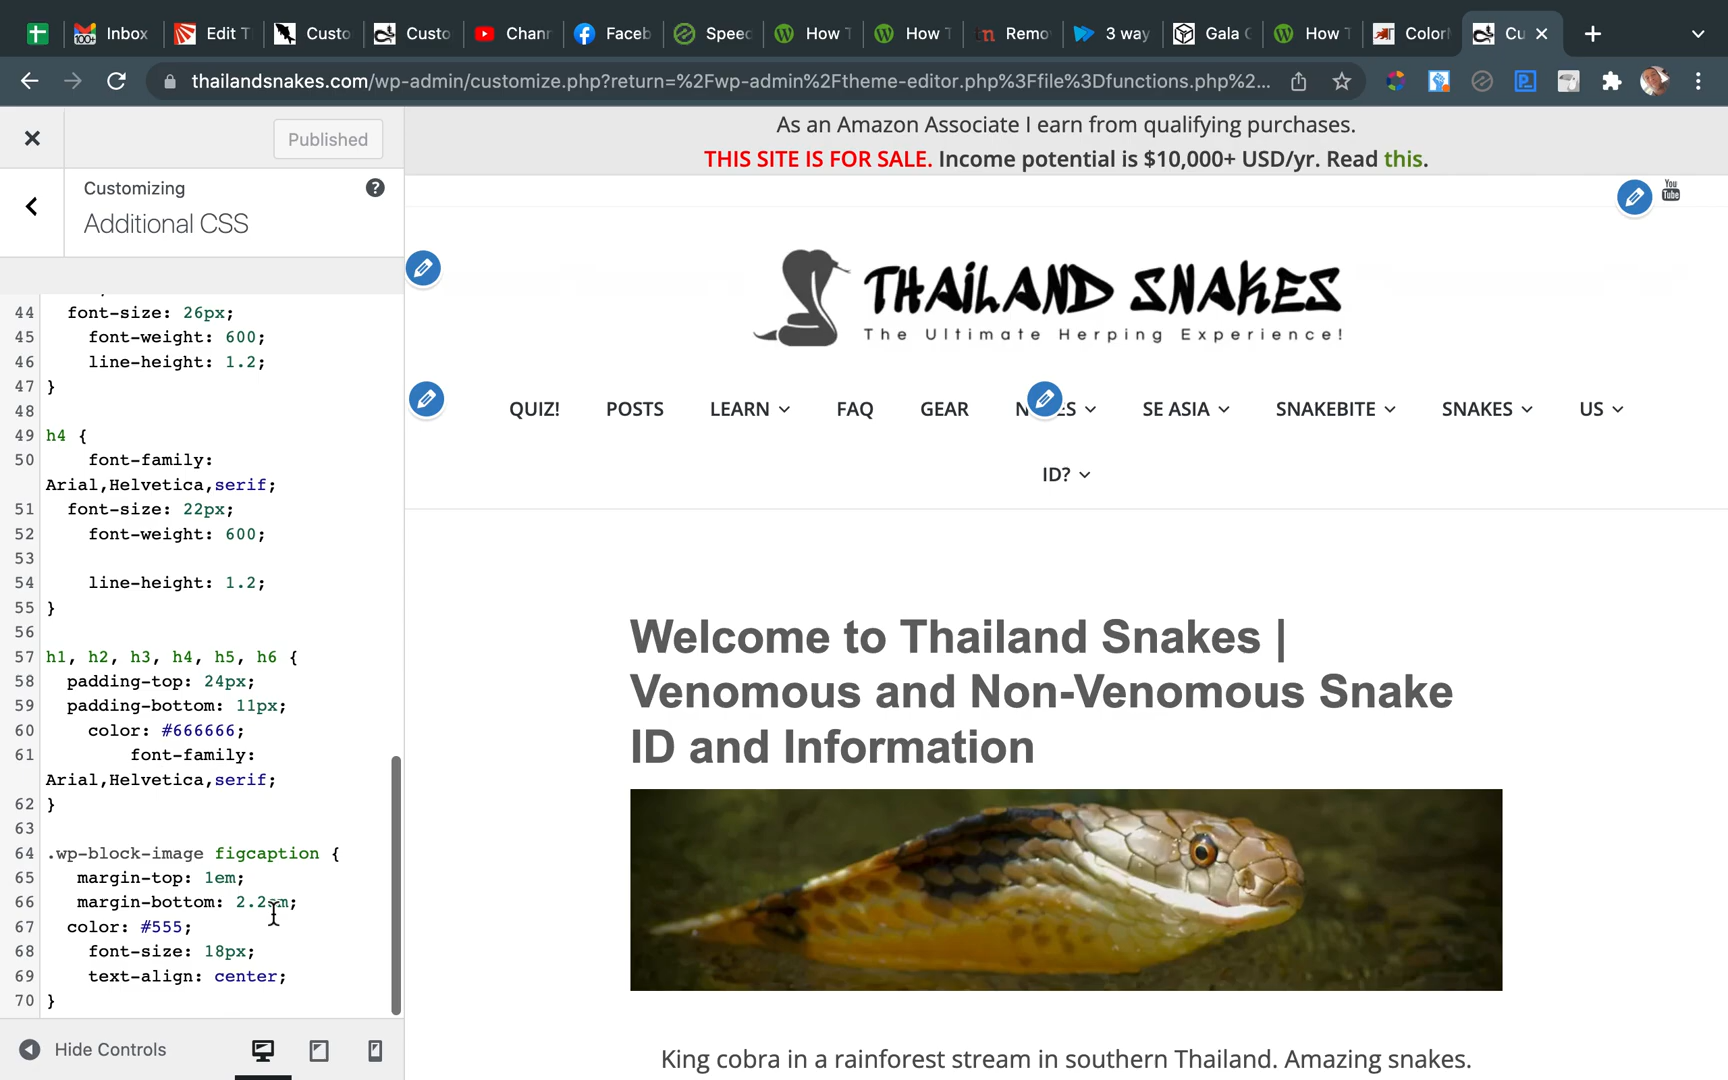 Inbox
Edit T
Custo
Custo
Chann
Faceb
Speed
How T
How T
Remo
3 way
Gala C
How T
Color
Cu
thailandsnakes.com/wp-admin/customize.php?return=%2Fwp-admin%2Ftheme-editor.php%3Ffile%3Dfunctions.php%2...
Published
Customizing
Additional CSS
44 font-size: 26px;
45 font-weight: 600;
46 line-height: 1.2;
47 }
48
49 h4 {
50 font-family:
Arial,Helvetica,serif;
51 font-size: 22px;
52 font-weight: 600;
53
54 line-height: 1.2;
55 }
56
57 h1, h2, h3, h4, h5, h6 {
58 padding-top: 24px;
59 padding-bottom: 11px;
60 color: #666666;
61 font-family:
Arial,Helvetica,serif;
62 }
63
64 .wp-block-image figcaption {
65 margin-top: 1em;
66 margin-bottom: 2.2em;
67 color: #555;
68 font-size: 18px;
69 text-align: center;
70 }
Hide Controls
As an Amazon Associate I earn from qualifying purchases.
THIS SITE IS FOR SALE. Income potential is $10,000+ USD/yr. Read this.
You
Tube
THAiLAND SNAKES
The Ultimate Herping Experience!
QUIZ! POSTS LEARN FAQ GEAR SE ASIA SNAKEBITE SNAKES US
ID?
Welcome to Thailand Snakes |
Venomous and Non-Venomous Snake
ID and Information
King cobra in a rainforest stream in southern Thailand. Amazing snakes.